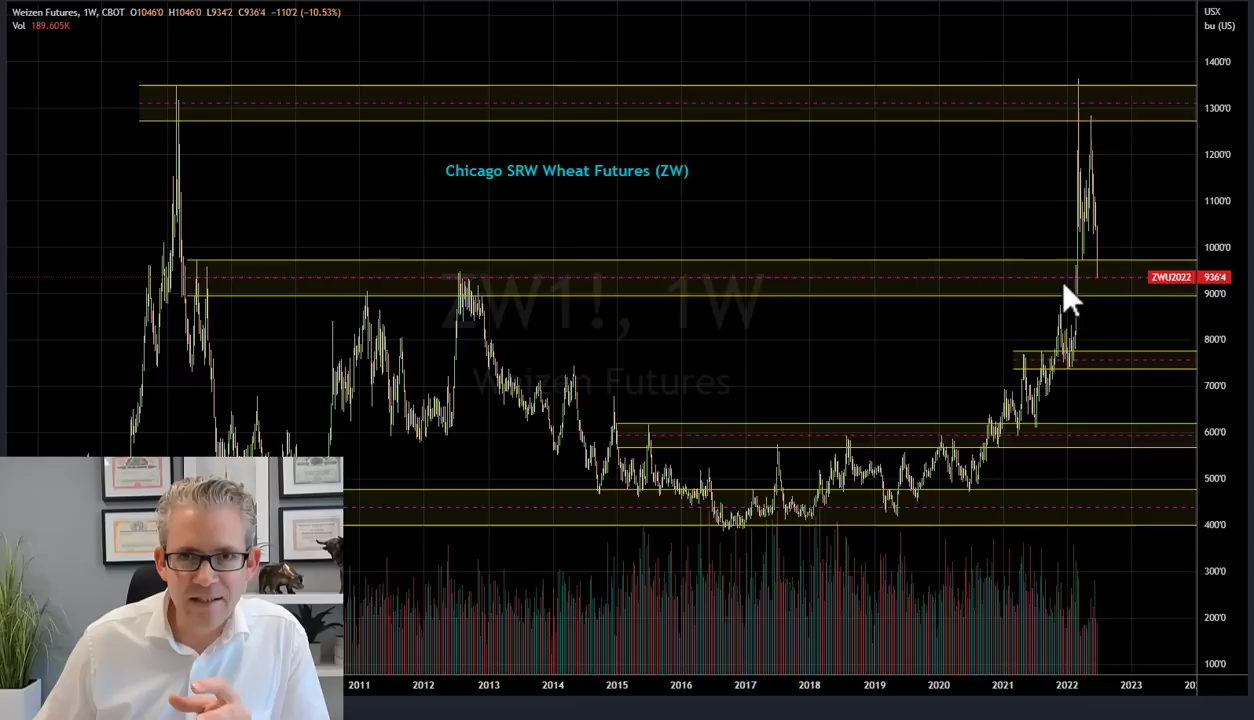 Weizen Futures, 1W, CBOT O1046'0 H1046'0 L934'2 C936'4 −110'2 (−10.53%)
Vol 189.605K
USX
bu (US)
1400'0
1300'0
Chicago SRW Wheat Futures (ZW)
1200'0
1100'0
1000'0
ZW1!, 1W
ZWU2022 936'4
900'0
800'0
Weizen Futures
700'0
600'0
500'0
400'0
300'0
200'0
100'0
2011 2012 2013 2014 2015 2016 2017 2018 2019 2020 2021 2022 2023